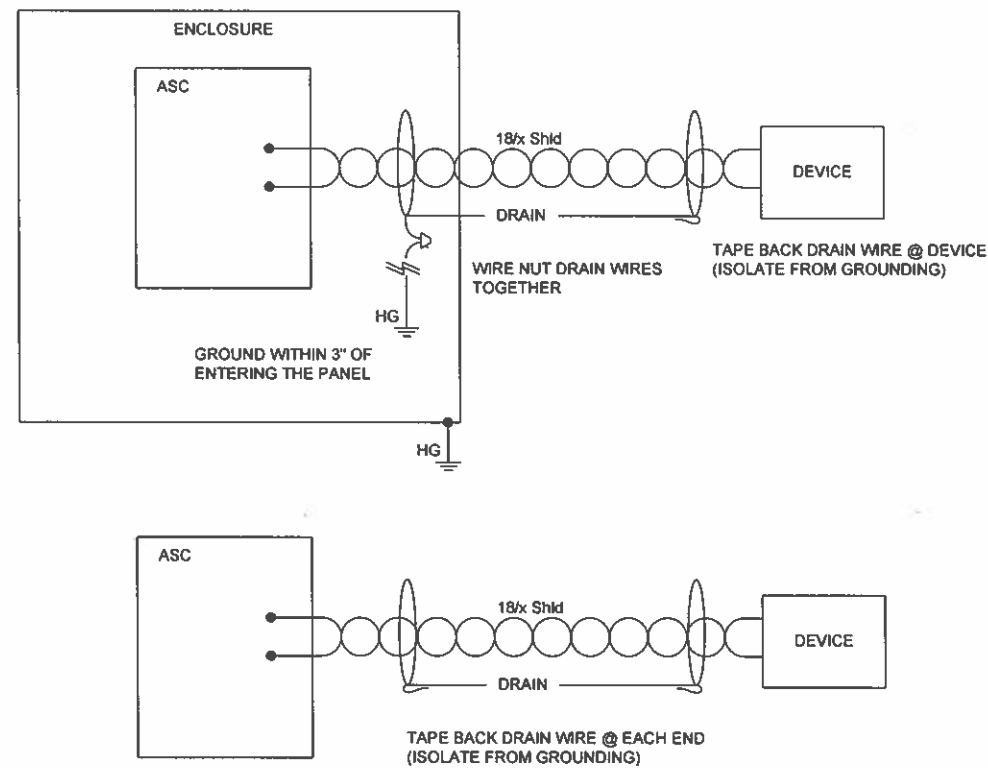 ENCLOSURE
ASC
18/x Shld
DEVICE
DRAIN
TAPE BACK DRAIN WIRE @ DEVICE
(ISOLATE FROM GROUNDING)
WIRE NUT DRAIN WIRES
TOGETHER
HG
GROUND WITHIN 3" OF
ENTERING THE PANEL
HG
ASC
18/x Shld
DEVICE
DRAIN
TAPE BACK DRAIN WIRE @ EACH END
(ISOLATE FROM GROUNDING)